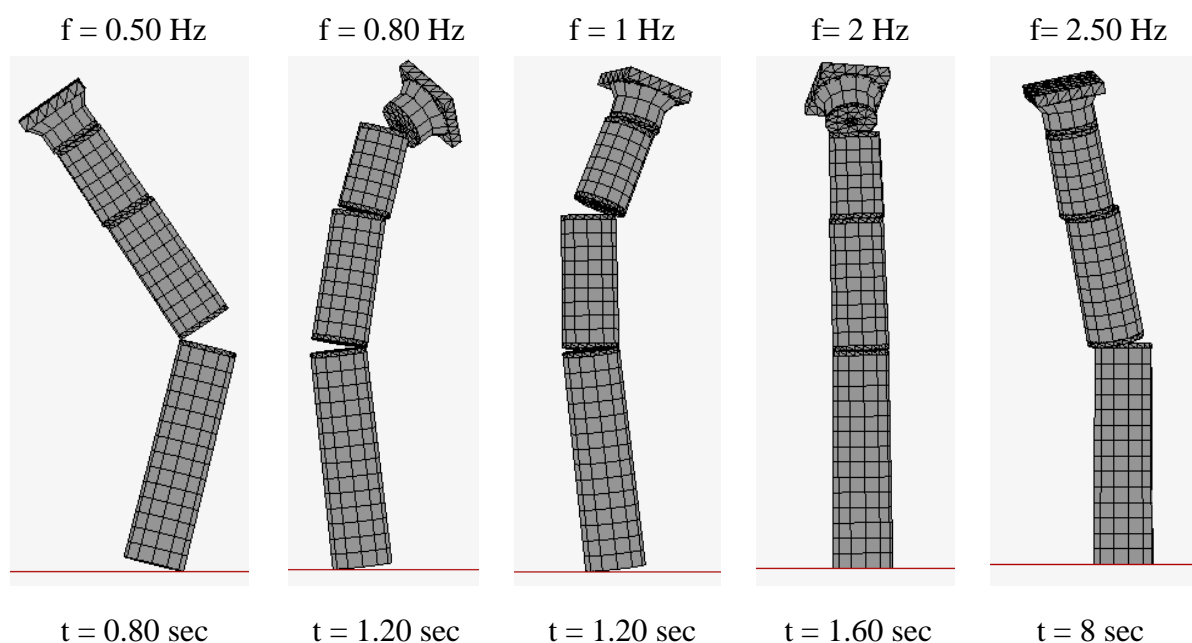 f = 0.50 Hz
f = 0.80 Hz
f = 1 Hz
f= 2 Hz
f= 2.50 Hz
t = 0.80 sec
t = 1.20 sec
t = 1.20 sec
t = 1.60 sec
t = 8 sec